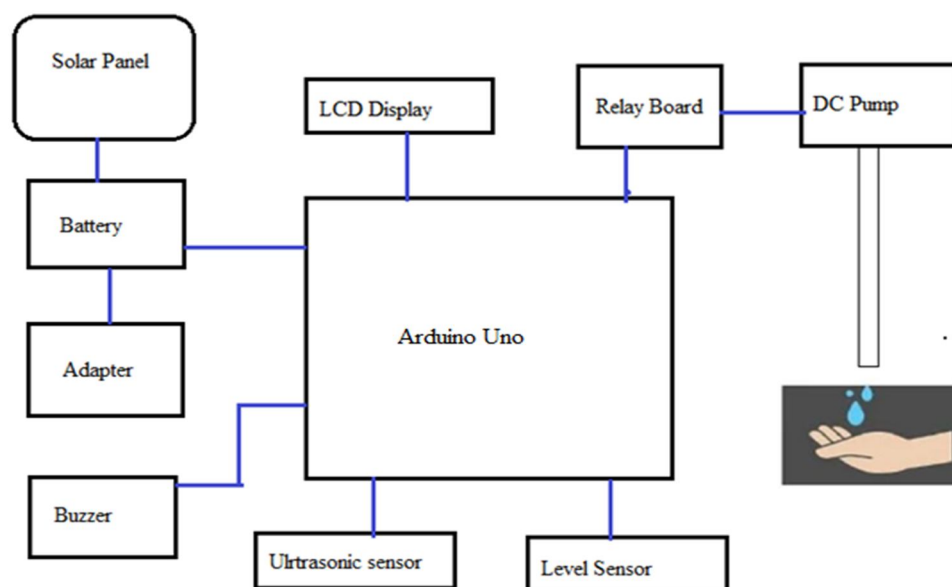 Solar Panel
LCD Display
Relay Board
DC Pump
Battery
Arduino Uno
Adapter
Buzzer
Ulrtrasonic sensor
Level Sensor